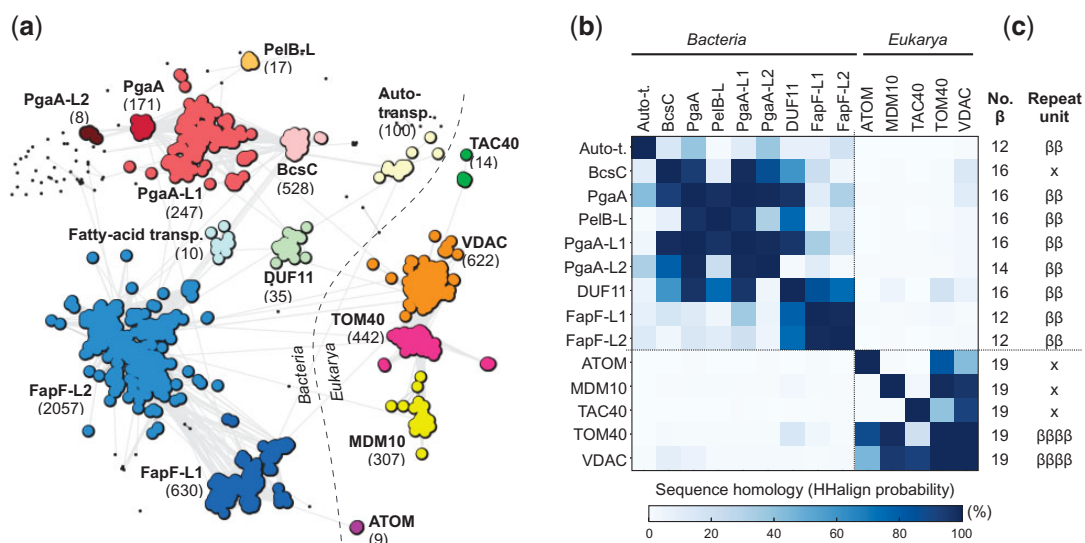 (a)
PelB-L
(17)
PgaA
(171)
PgaA-L2
(8)
Auto-
transp.
(100)
TAC40
(14)
BcsC
(528)
PgaA-L1
(247)
Fatty-acid transp.
(10)
VDAC
(622)
DUF11
(35)
TOM40
(442)
Bacteria
Eukarya
FapF-L2
(2057)
MDM10
(307)
FapF-L1
(630)
ATOM
(9)
(b)
Bacteria Eukarya
Auto-t. BcsC PgaA PelB-L PgaA-L1 PgaA-L2 DUF11 FapF-L1 FapF-L2 ATOM MDM10 TAC40 TOM40 VDAC
(c)
No. Repeat
β unit
Auto-t. 12 ββ
BcsC 16 x
PgaA 16 ββ
PelB-L 16 ββ
PgaA-L1 16 ββ
PgaA-L2 14 ββ
DUF11 16 ββ
FapF-L1 12 ββ
FapF-L2 12 ββ
ATOM 19 x
MDM10 19 x
TAC40 19 x
TOM40 19 ββββ
VDAC 19 ββββ
Sequence homology (HHalign probability)
(%)
0 20 40 60 80 100